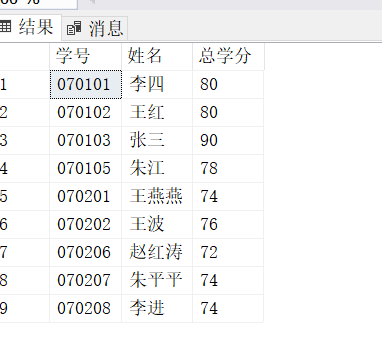 结果 消息
学号 姓名 总学分
1 070101 李四 80
2 070102 王红 80
3 070103 张三 90
4 070105 朱江 78
5 070201 王燕燕 74
6 070202 王波 76
7 070206 赵红涛 72
8 070207 朱平平 74
9 070208 李进 74